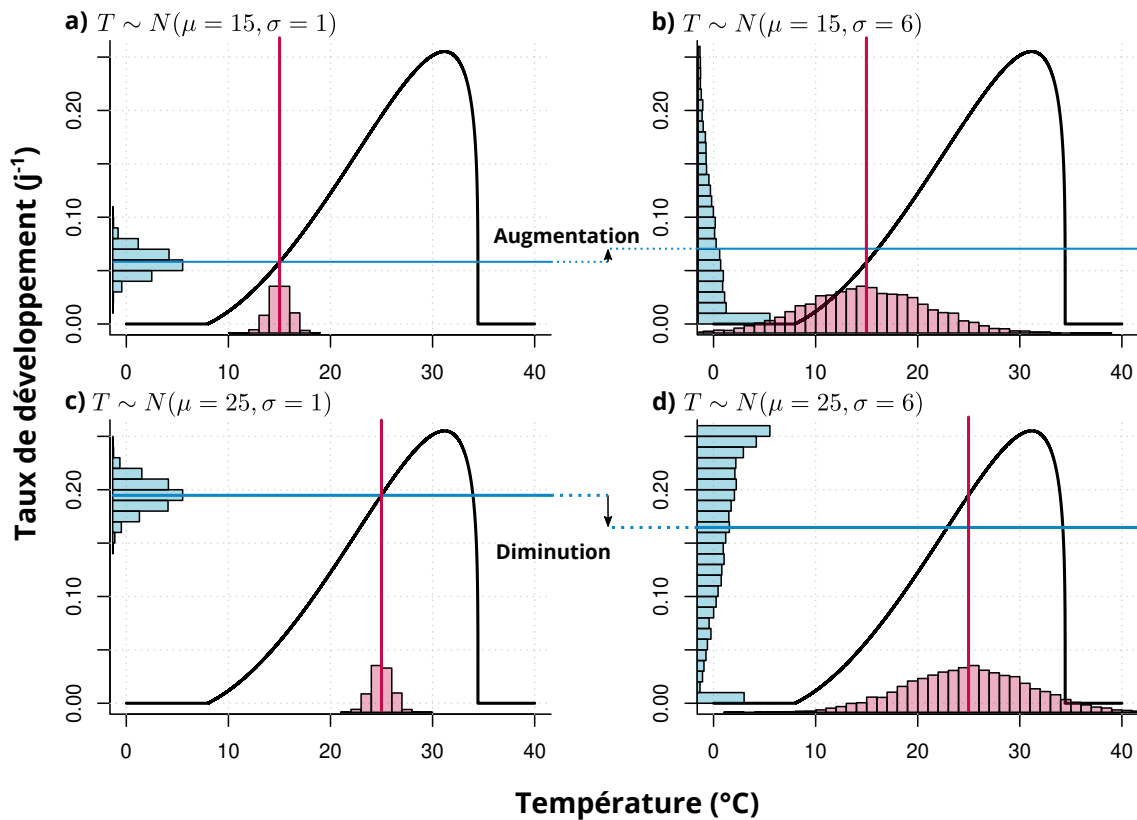 a) T ∼ N(μ = 15, σ = 1)
b) T ∼ N(μ = 15, σ = 6)
Taux de développement (j⁻¹)
0.00 0.10 0.20
0 10 20 30 40
Augmentation
0.00 0.10 0.20
0 10 20 30 40
c) T ∼ N(μ = 25, σ = 1)
d) T ∼ N(μ = 25, σ = 6)
0.00 0.10 0.20
0 10 20 30 40
Diminution
0.00 0.10 0.20
0 10 20 30 40
Température (°C)